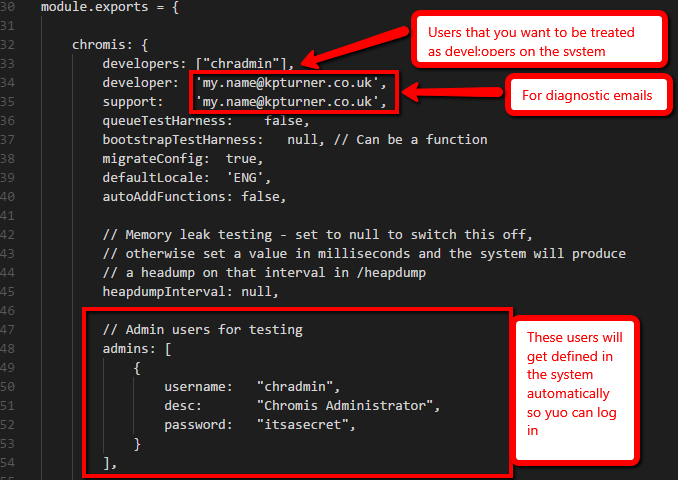 30 module.exports = {
31
32 chromis: {
33 developers: ["chradmin"],
34 developer: 'my.name@kpturner.co.uk',
35 support: 'my.name@kpturner.co.uk',
36 queueTestHarness: false,
37 bootstrapTestHarness: null, // Can be a function
38 migrateConfig: true,
39 defaultLocale: 'ENG',
40 autoAddFunctions: false,
41
42 // Memory leak testing - set to null to switch this off,
43 // otherwise set a value in milliseconds and the system will produce
44 // a headump on that interval in /heapdump
45 heapdumpInterval: null,
46
47 // Admin users for testing
48 admins: [
49 {
50 username: "chradmin",
51 desc: "Chromis Administrator",
52 password: "itsasecret",
53 }
54 ],
Users that you want to be treated
as devel:opers on the system
For diagnostic emails
These users will
get defined in
the system
automatically
so yuo can log
in